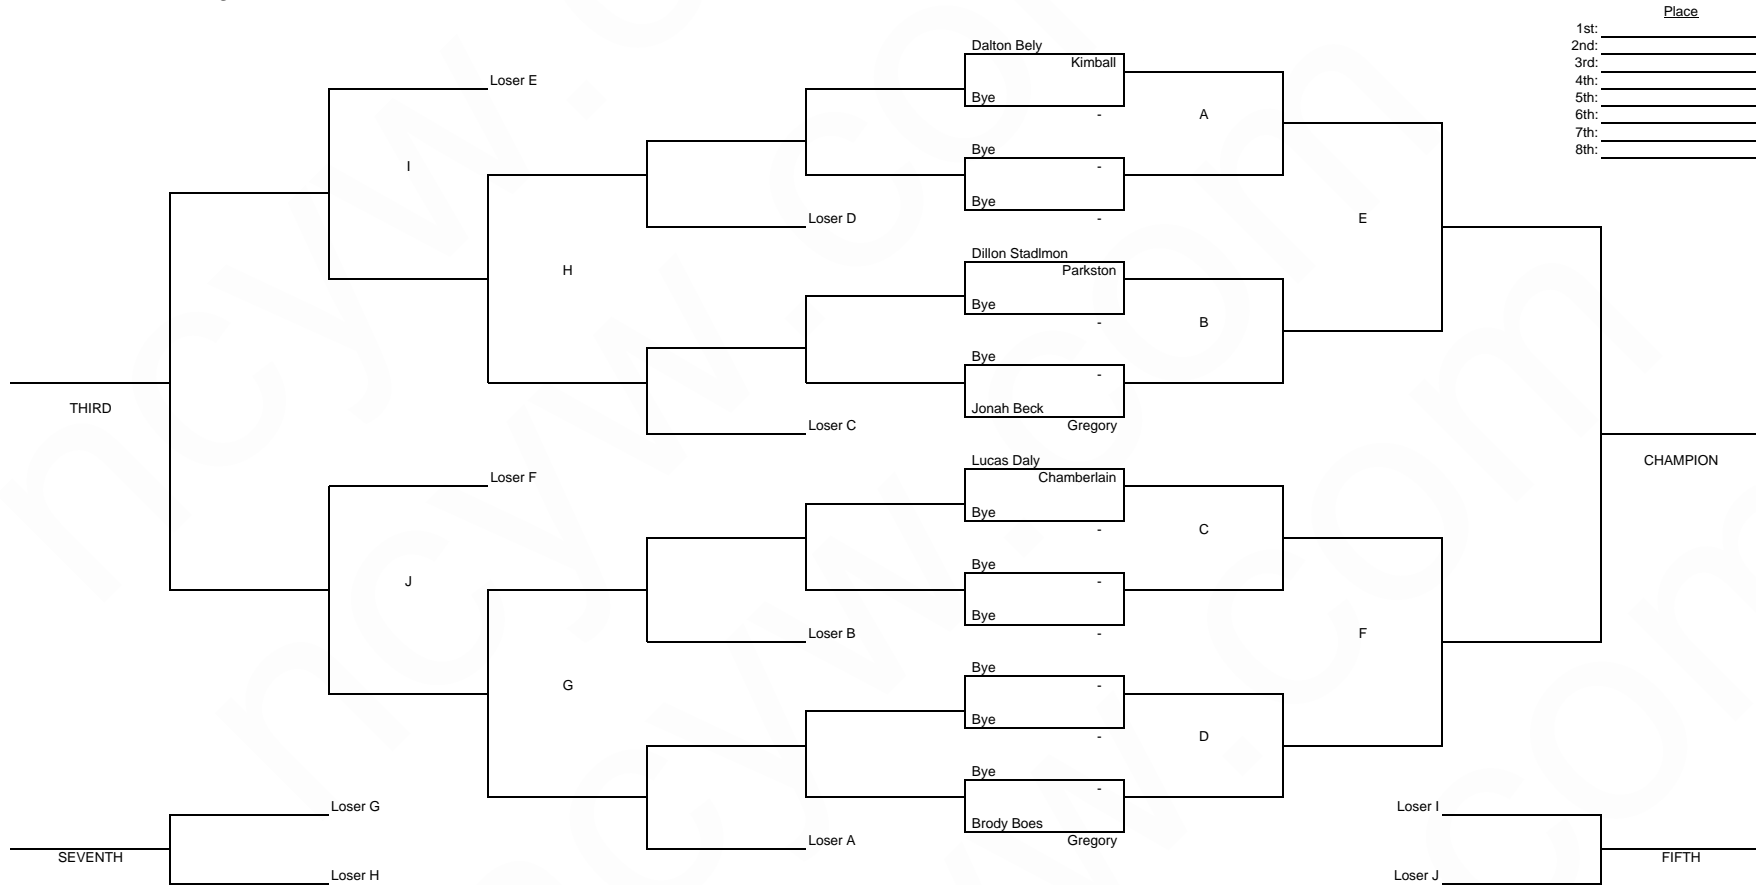 Place
1st:
2nd:
3rd:
4th:
5th:
6th:
7th:
8th:
Dalton Bely
Kimball
Bye
-
A
Bye
-
Bye
-
Dillon Stadlmon
Parkston
Bye
-
B
Bye
-
Jonah Beck
Gregory
Lucas Daly
Chamberlain
Bye
-
C
Bye
-
Bye
-
Bye
-
Bye
-
D
Bye
-
Brody Boes
Gregory
E
F
CHAMPION
Loser E
I
Loser D
H
Loser C
THIRD
Loser F
J
Loser B
G
Loser A
Loser G
SEVENTH
Loser H
Loser I
FIFTH
Loser J